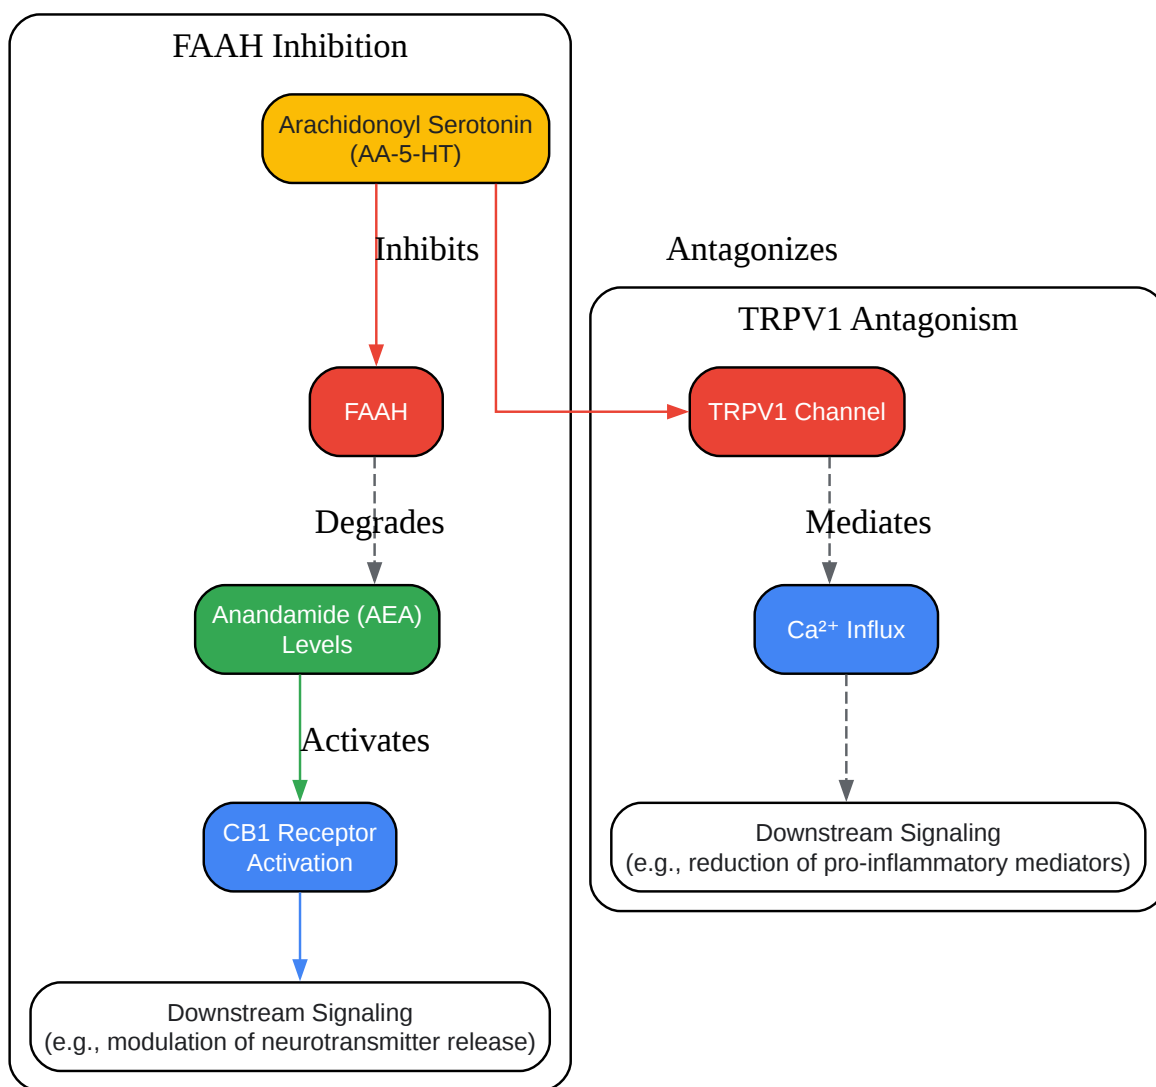 FAAH Inhibition
Arachidonoyl Serotonin
(AA-5-HT)
Inhibits
Antagonizes
TRPV1 Antagonism
FAAH
TRPV1 Channel
Degrades
Mediates
Anandamide (AEA)
Levels
Ca²⁺ Influx
Activates
CB1 Receptor
Activation
Downstream Signaling
(e.g., reduction of pro-inflammatory mediators)
Downstream Signaling
(e.g., modulation of neurotransmitter release)